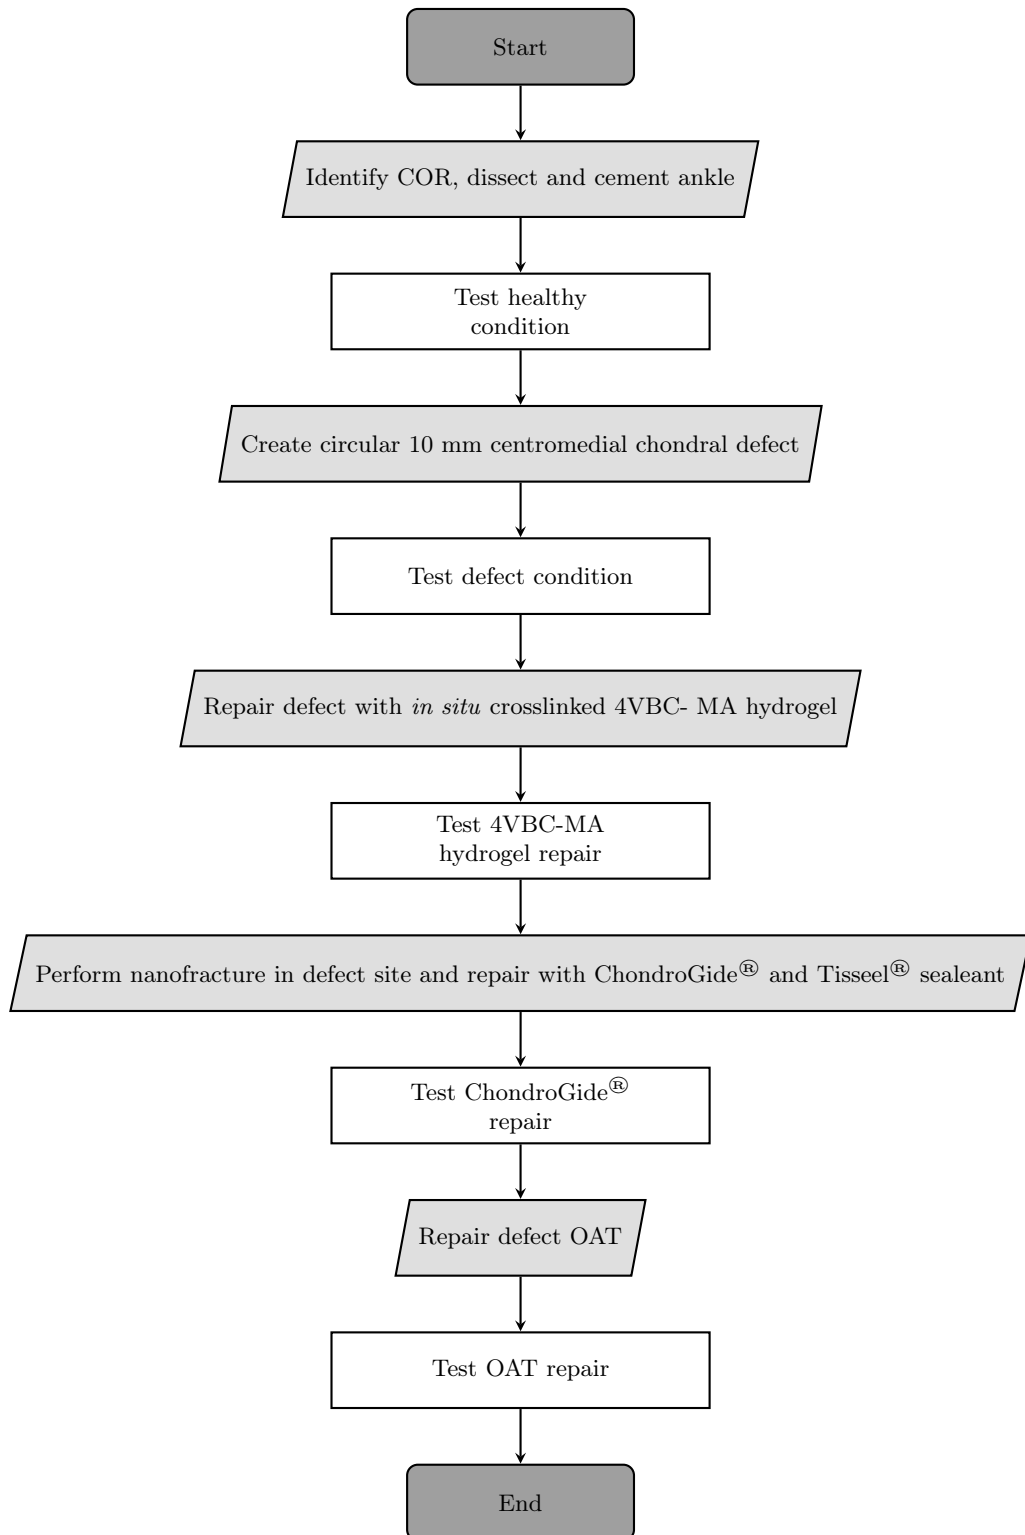 Start
Identify COR, dissect and cement ankle
Test healthy
condition
Create circular 10 mm centromedial chondral defect
Test defect condition
Repair defect with in situ crosslinked 4VBC- MA hydrogel
Test 4VBC-MA
hydrogel repair
Perform nanofracture in defect site and repair with ChondroGide® and Tisseel® sealeant
Test ChondroGide®
repair
Repair defect OAT
Test OAT repair
End